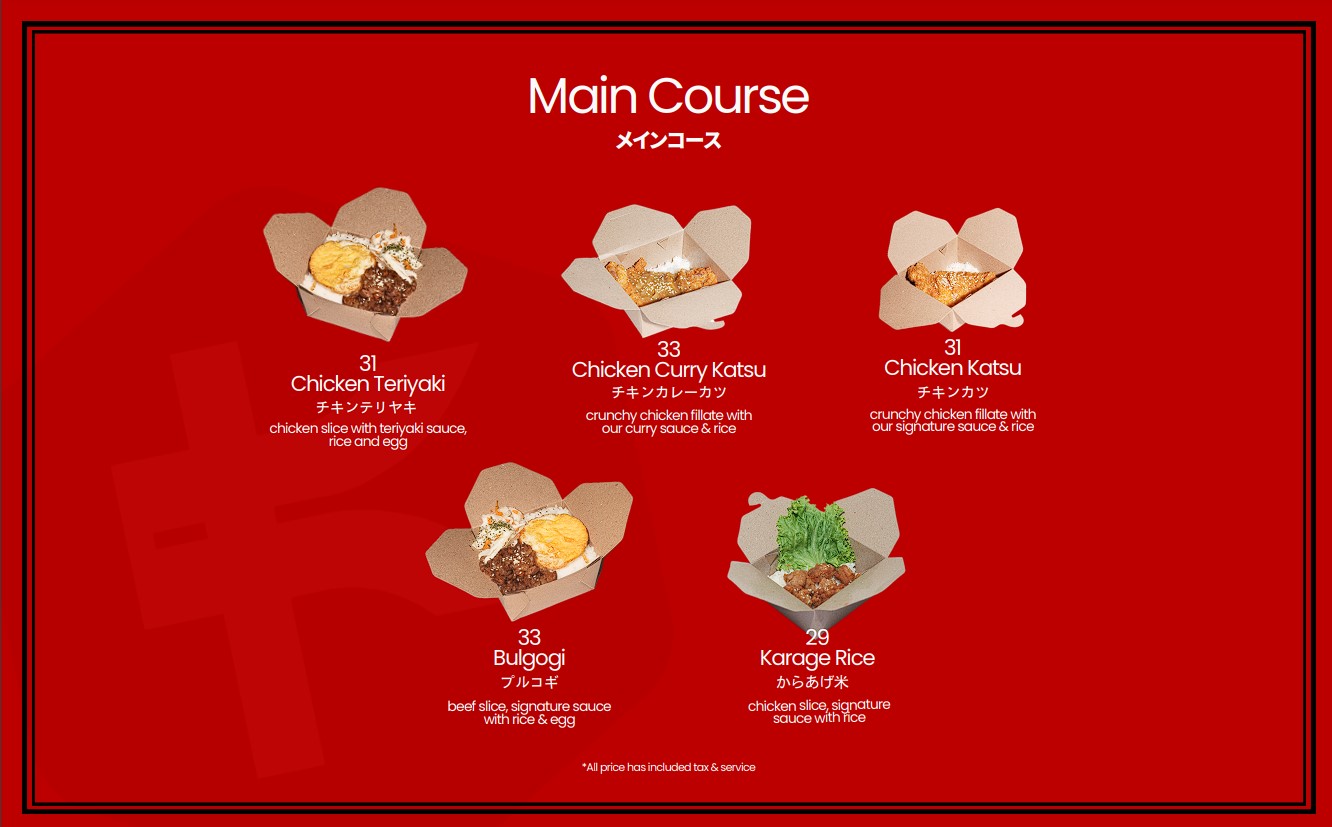 Main Course
メインコース
31
Chicken Teriyaki
チキンテリヤキ
chicken slice with teriyaki sauce,
rice and egg
33
Chicken Curry Katsu
チキンカレーカツ
crunchy chicken fillate with
our curry sauce & rice
31
Chicken Katsu
チキンカツ
crunchy chicken fillate with
our signature sauce & rice
33
Bulgogi
プルコギ
beef slice, signature sauce
with rice & egg
29
Karage Rice
からあげ米
chicken slice, signature
sauce with rice
*All price has included tax & service